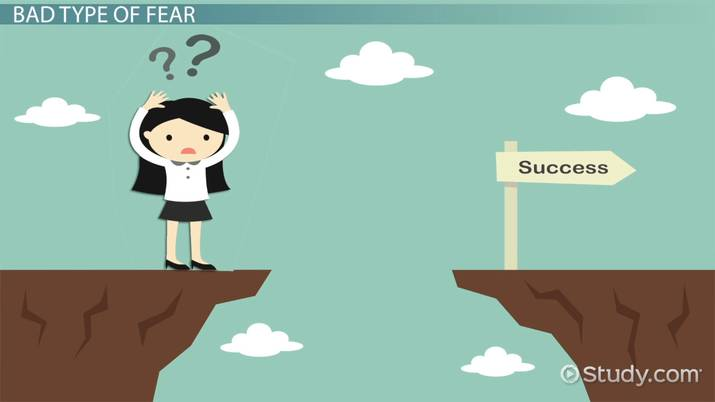 BAD TYPE OF FEAR
??
Success
Study.com